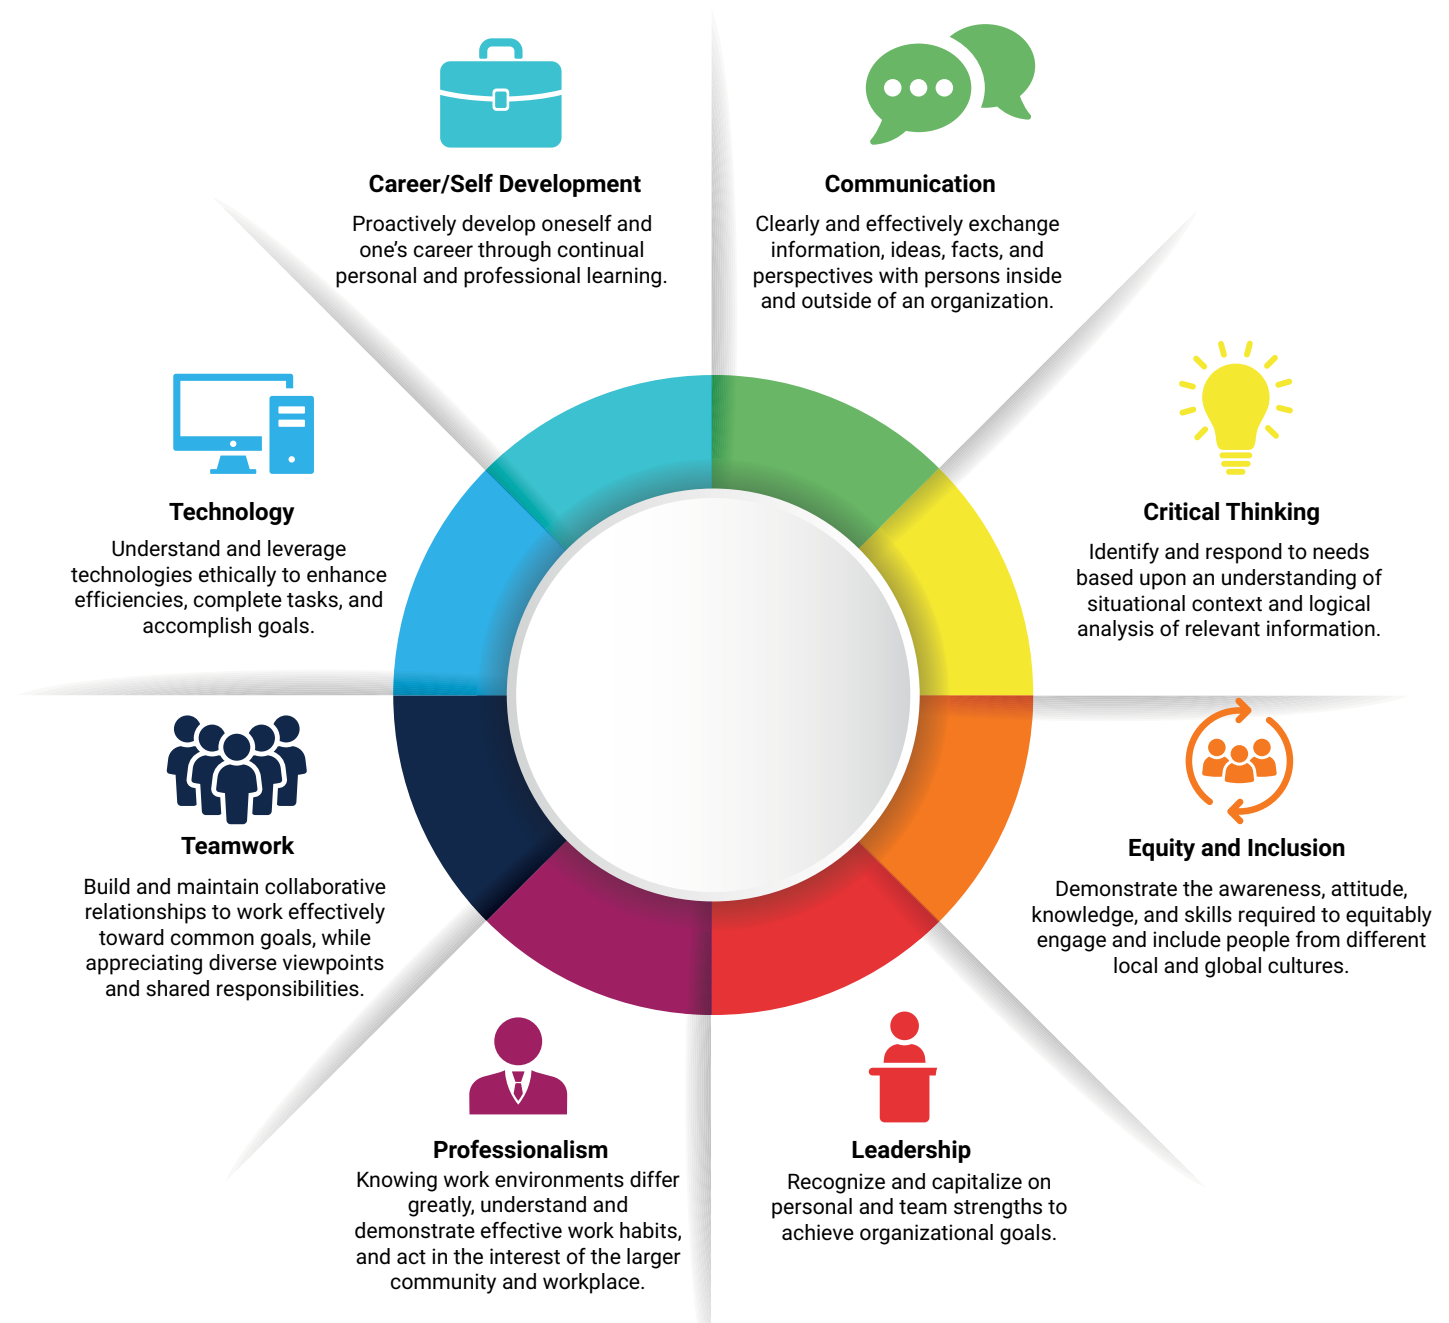 Career/Self Development
Proactively develop oneself and
one’s career through continual
personal and professional learning.
Communication
Clearly and effectively exchange
information, ideas, facts, and
perspectives with persons inside
and outside of an organization.
Critical Thinking
Identify and respond to needs
based upon an understanding of
situational context and logical
analysis of relevant information.
Equity and Inclusion
Demonstrate the awareness, attitude,
knowledge, and skills required to equitably
engage and include people from different
local and global cultures.
Leadership
Recognize and capitalize on
personal and team strengths to
achieve organizational goals.
Professionalism
Knowing work environments differ
greatly, understand and
demonstrate effective work habits,
and act in the interest of the larger
community and workplace.
Teamwork
Build and maintain collaborative
relationships to work effectively
toward common goals, while
appreciating diverse viewpoints
and shared responsibilities.
Technology
Understand and leverage
technologies ethically to enhance
efficiencies, complete tasks, and
accomplish goals.